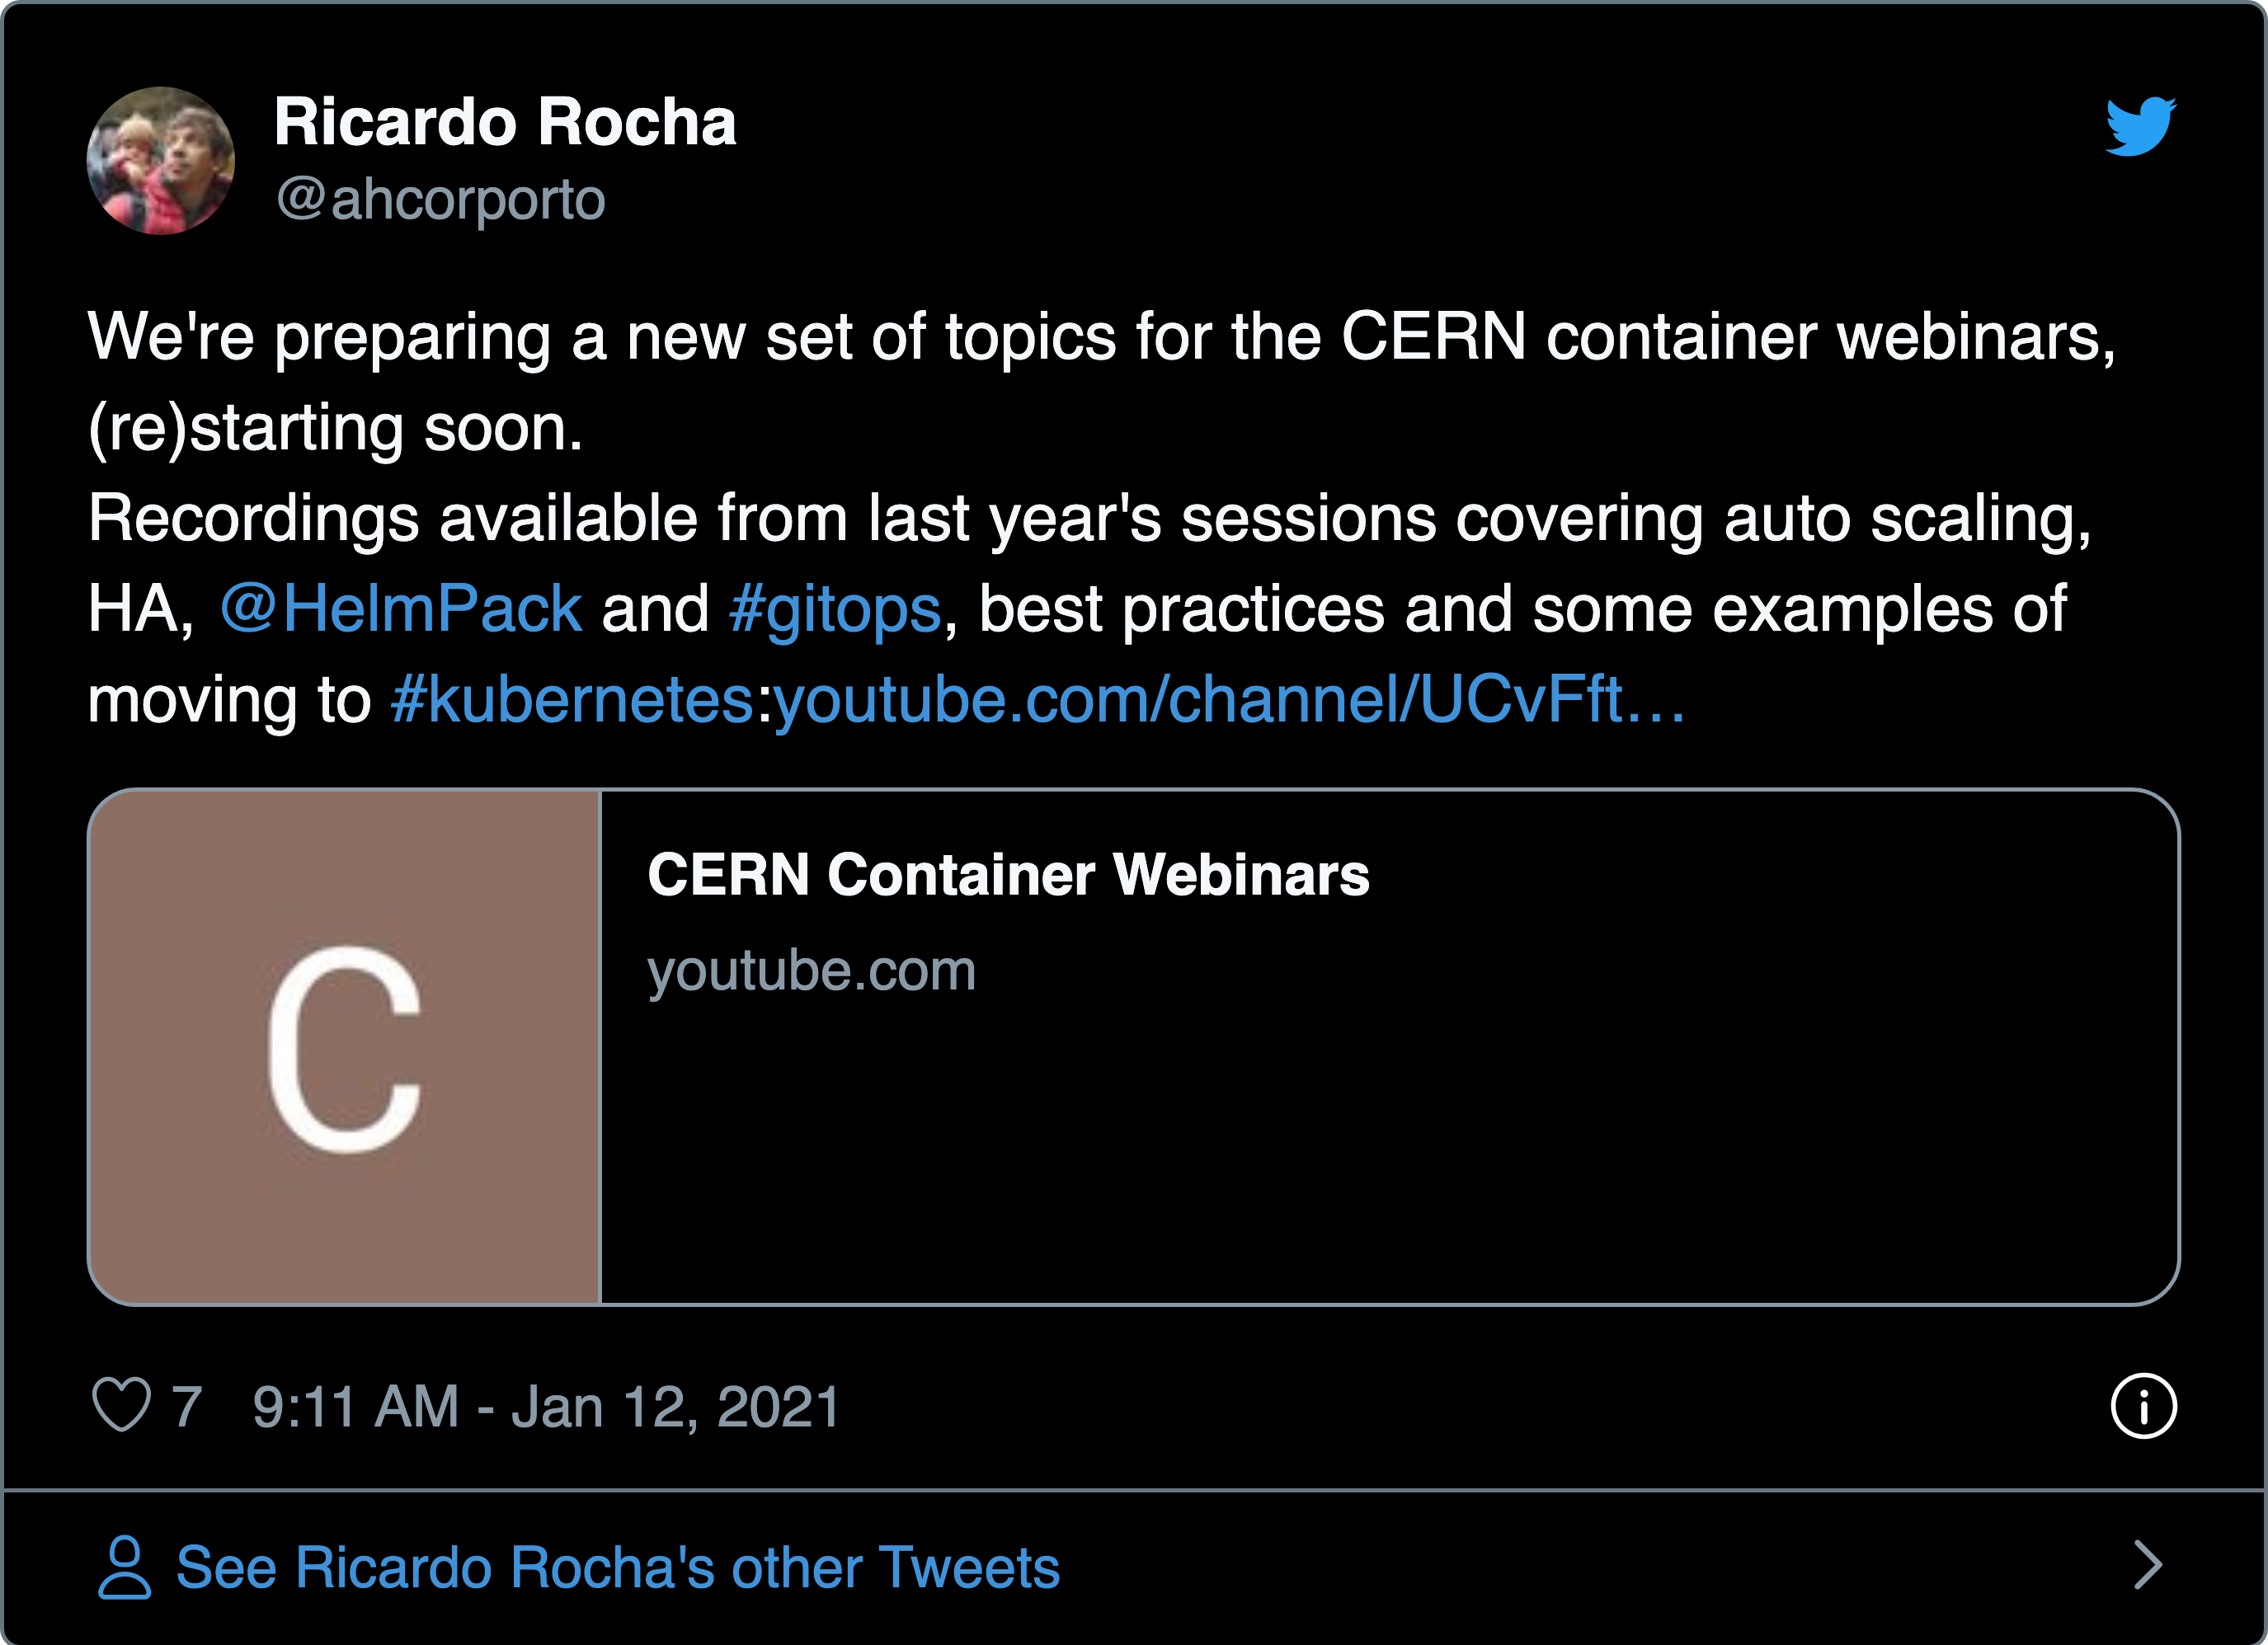 Ricardo Rocha
@ahcorporto
We're preparing a new set of topics for the CERN container webinars,
(re)starting soon.
Recordings available from last year's sessions covering auto scaling,
HA, @HelmPack and #gitops, best practices and some examples of
moving to #kubernetes:youtube.com/channel/UCvFft…
C
CERN Container Webinars
youtube.com
7 9:11 AM - Jan 12, 2021
See Ricardo Rocha's other Tweets